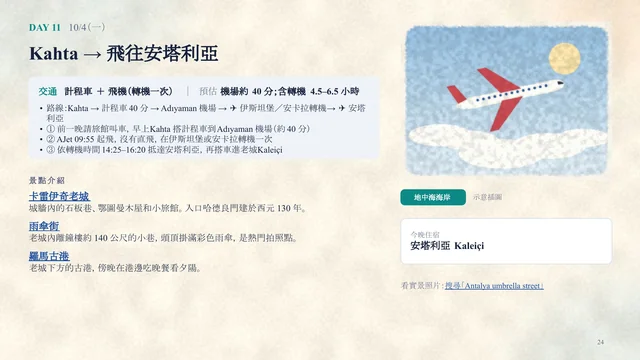 DAY 11 10/4(一)
Kahta → 飛往安塔利亞
交通 計程車 + 飛機(轉機一次) | 預估 機場約 40 分;含轉機 4.5–6.5 小時
• 路線:Kahta → 計程車 40 分 → Adıyaman 機場 → ✈ 伊斯坦堡／安卡拉轉機 → ✈ 安塔
利亞
• ① 前一晚請旅館叫車, 早上Kahta 搭計程車到Adıyaman 機場(約 40 分)
• ② AJet 09:55 起飛, 沒有直飛, 在伊斯坦堡或安卡拉轉機一次
• ③ 依轉機時間 14:25–16:20 抵達安塔利亞, 再搭車進老城Kaleiçi
景點介紹
卡雷伊奇老城
城牆內的石板巷、鄂圖曼木屋和小旅館。入口哈德良門建於西元 130 年。
雨傘街
老城內離鐘樓約 140 公尺的小巷, 頭頂掛滿彩色雨傘, 是熱門拍照點。
羅馬古港
老城下方的古港, 傍晚在港邊吃晚餐看夕陽。
地中海海岸 示意插圖
今晚住宿
安塔利亞 Kaleiçi
看實景照片:搜尋「Antalya umbrella street」
24